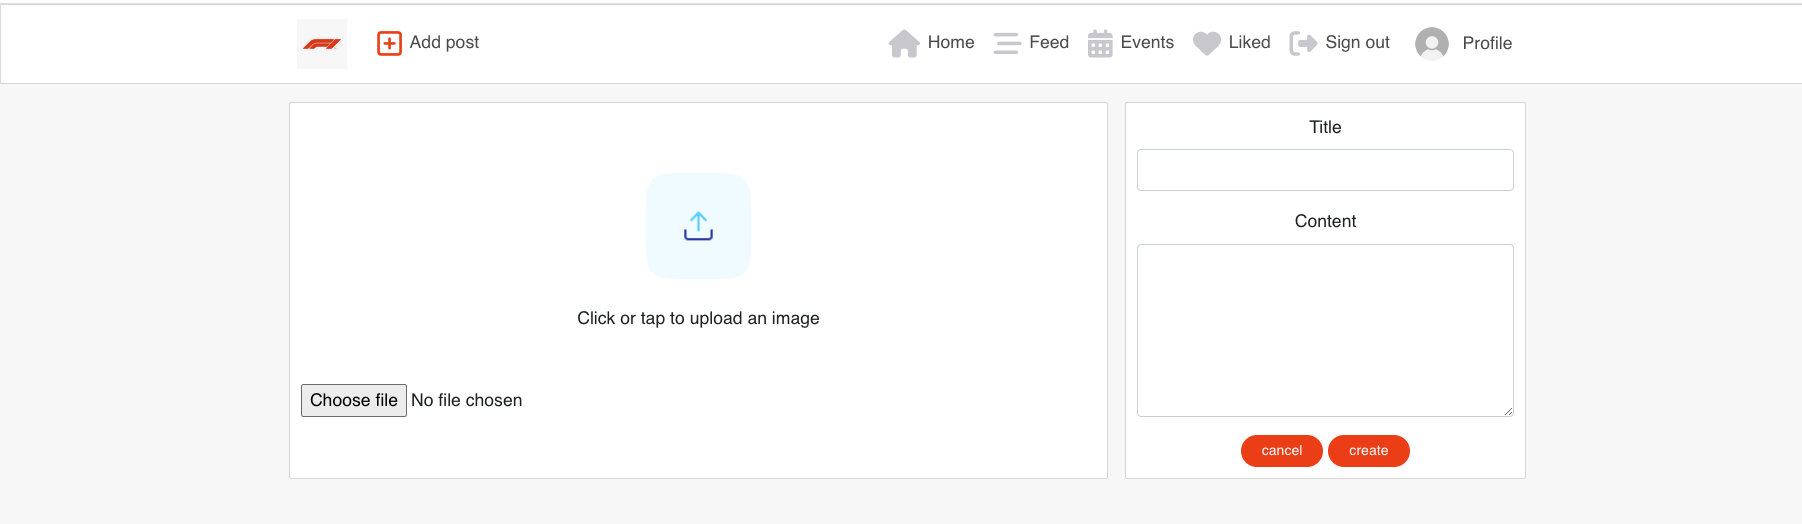 Add post
Home Feed Events Liked Sign out Profile
Click or tap to upload an image
Choose file No file chosen
Title
Content
cancel create